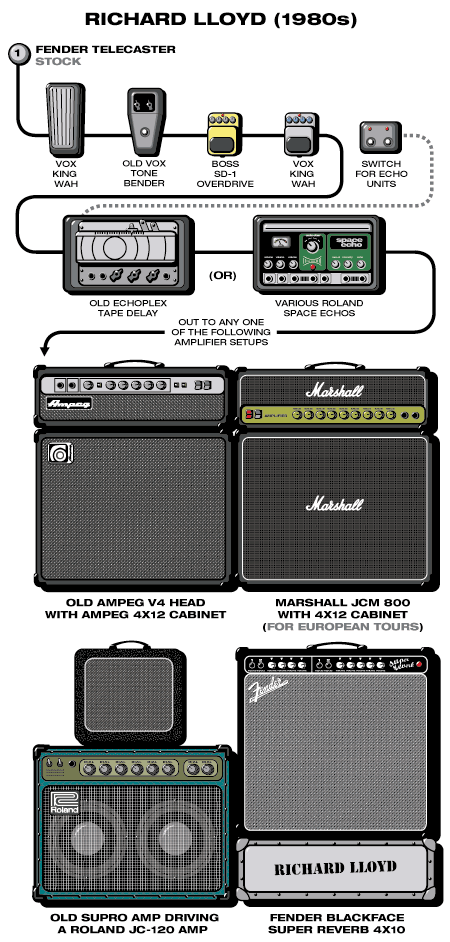 RICHARD LLOYD (1980s)
1
FENDER TELECASTER
STOCK
VOX
KING
WAH
OLD VOX
TONE
BENDER
BOSS
SD-1
OVERDRIVE
VOX
KING
WAH
SWITCH
FOR ECHO
UNITS
space
echo
OLD ECHOPLEX
TAPE DELAY
(OR)
VARIOUS ROLAND
SPACE ECHOS
OUT TO ANY ONE
OF THE FOLLOWING
AMPLIFIER SETUPS
Ampeg
Marshall
AMPLIFIER
Marshall
OLD AMPEG V4 HEAD
WITH AMPEG 4X12 CABINET
MARSHALL JCM 800
WITH 4X12 CABINET
(FOR EUROPEAN TOURS)
Super
Reverb
Fender
Roland
RICHARD LLOYD
OLD SUPRO AMP DRIVING
A ROLAND JC-120 AMP
FENDER BLACKFACE
SUPER REVERB 4X10